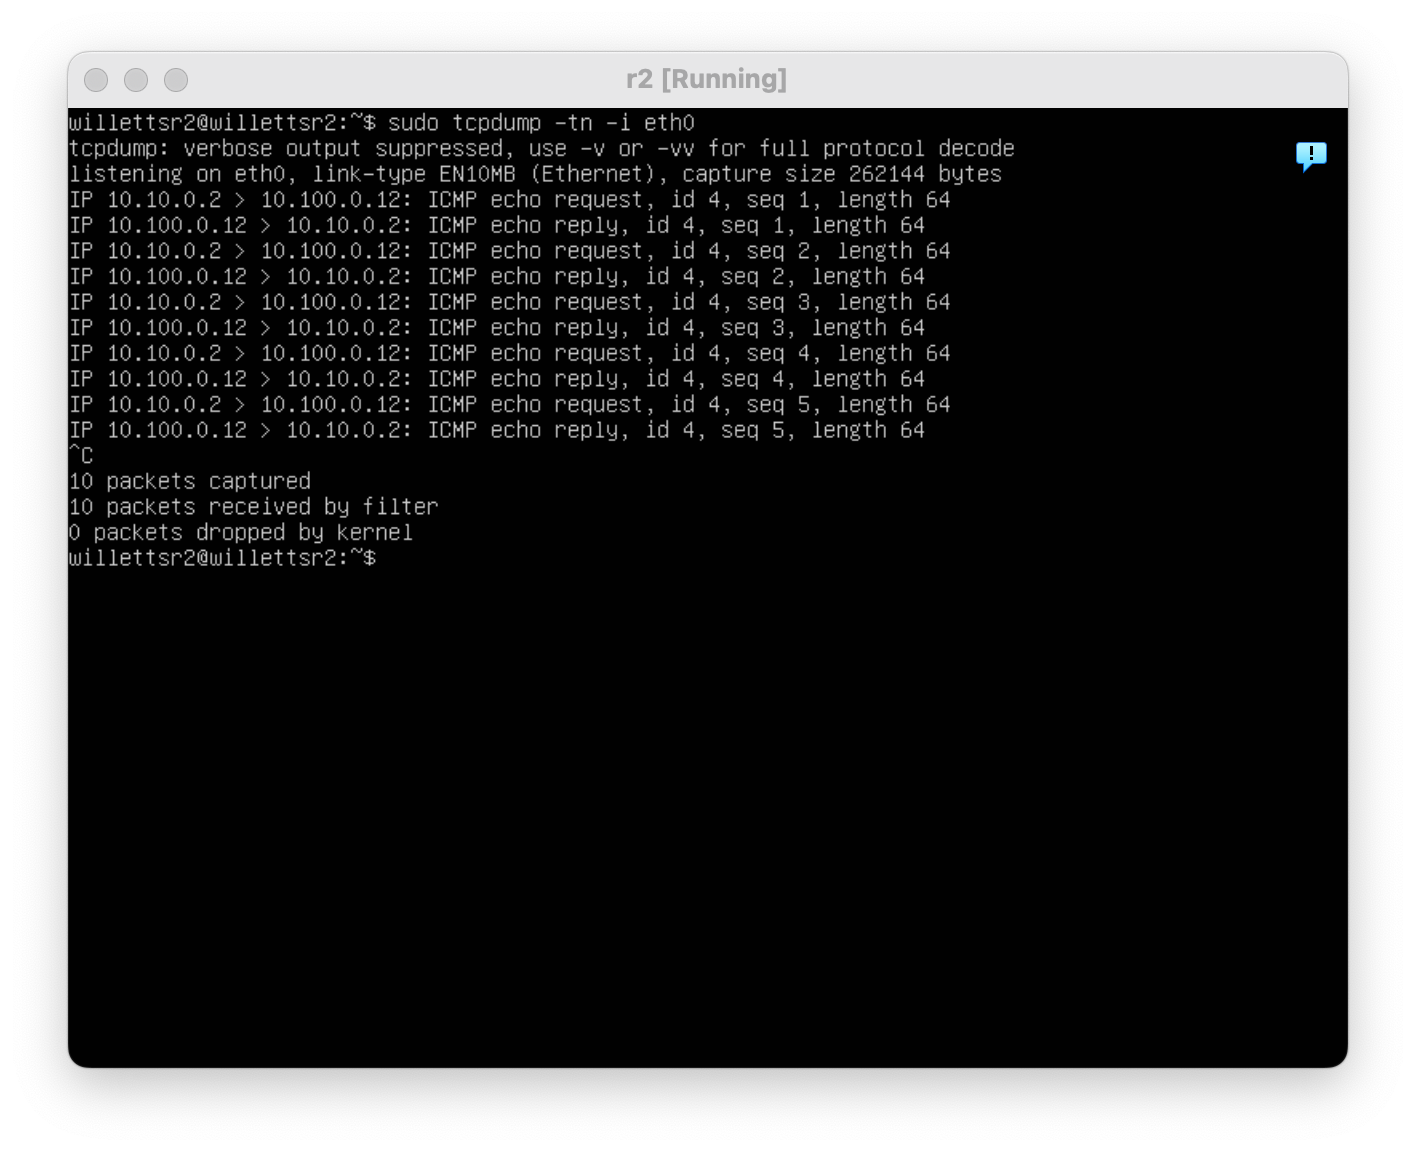 r2 [Running]
willettsr2@willettsr2:~$ sudo tcpdump -tn -i eth0
tcpdump: verbose output suppressed, use -v or -vv for full protocol decode
listening on eth0, link-type EN10MB (Ethernet), capture size 262144 bytes
IP 10.10.0.2 > 10.100.0.12: ICMP echo request, id 4, seq 1, length 64
IP 10.100.0.12 > 10.10.0.2: ICMP echo reply, id 4, seq 1, length 64
IP 10.10.0.2 > 10.100.0.12: ICMP echo request, id 4, seq 2, length 64
IP 10.100.0.12 > 10.10.0.2: ICMP echo reply, id 4, seq 2, length 64
IP 10.10.0.2 > 10.100.0.12: ICMP echo request, id 4, seq 3, length 64
IP 10.100.0.12 > 10.10.0.2: ICMP echo reply, id 4, seq 3, length 64
IP 10.10.0.2 > 10.100.0.12: ICMP echo request, id 4, seq 4, length 64
IP 10.100.0.12 > 10.10.0.2: ICMP echo reply, id 4, seq 4, length 64
IP 10.10.0.2 > 10.100.0.12: ICMP echo request, id 4, seq 5, length 64
IP 10.100.0.12 > 10.10.0.2: ICMP echo reply, id 4, seq 5, length 64
^C
10 packets captured
10 packets received by filter
0 packets dropped by kernel
willettsr2@willettsr2:~$